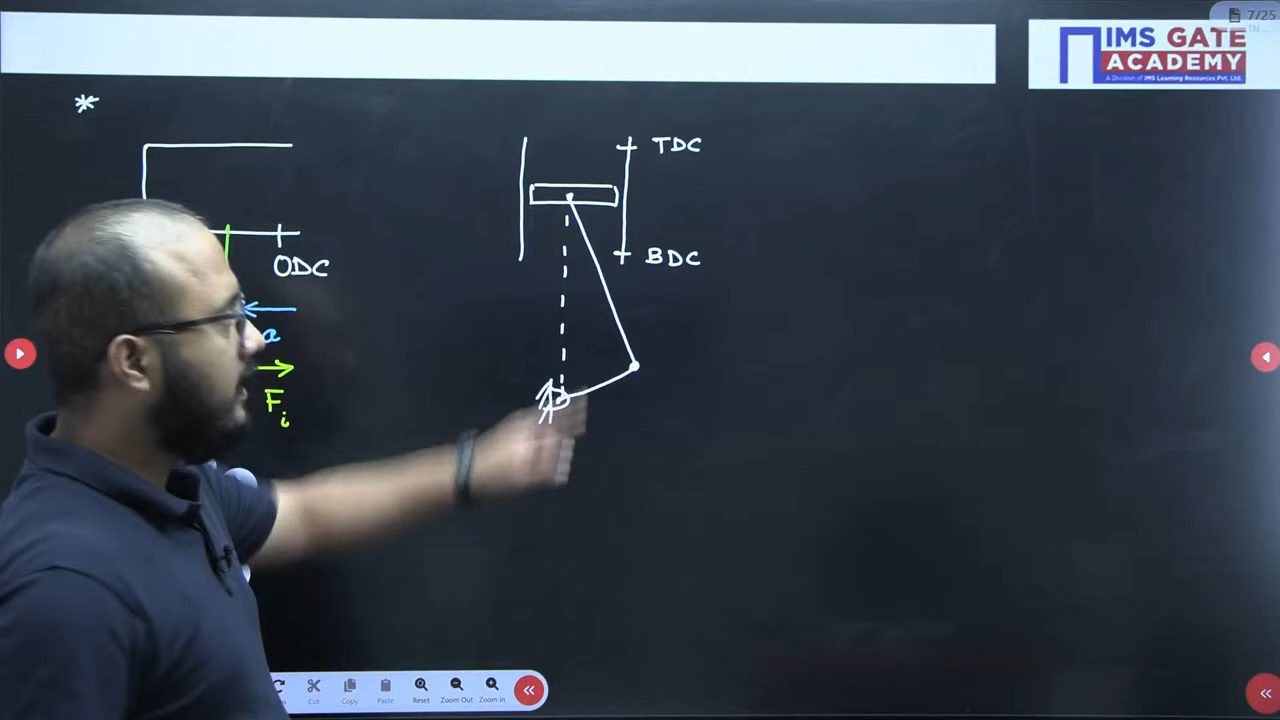 7/25
IMS GATE
ACADEMY
TM
A Division of IMS Learning Resources Pvt. Ltd.
*
TDC
BDC
ODC
a
F i
Cut
Copy
Paste
Reset
Zoom Out
Zoom In